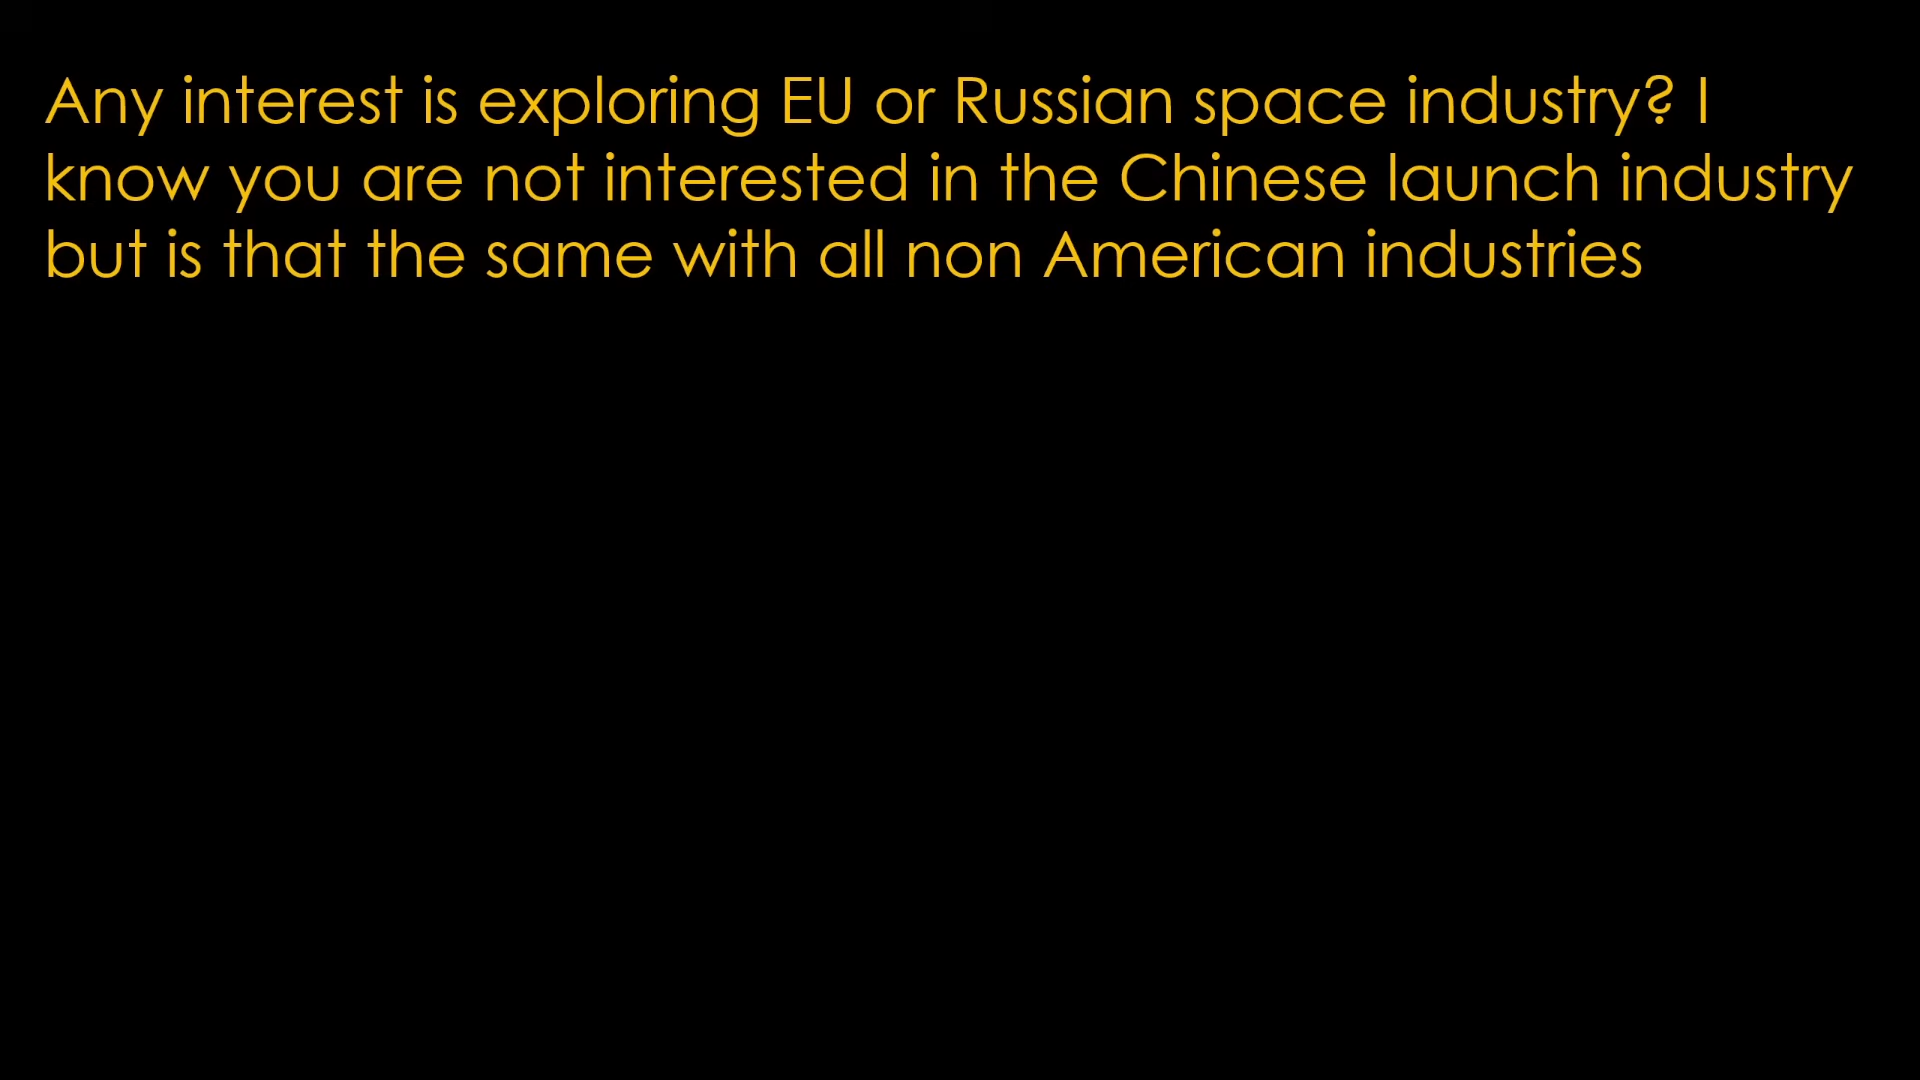 Any interest is exploring EU or Russian space industry? I
know you are not interested in the Chinese launch industry
but is that the same with all non American industries